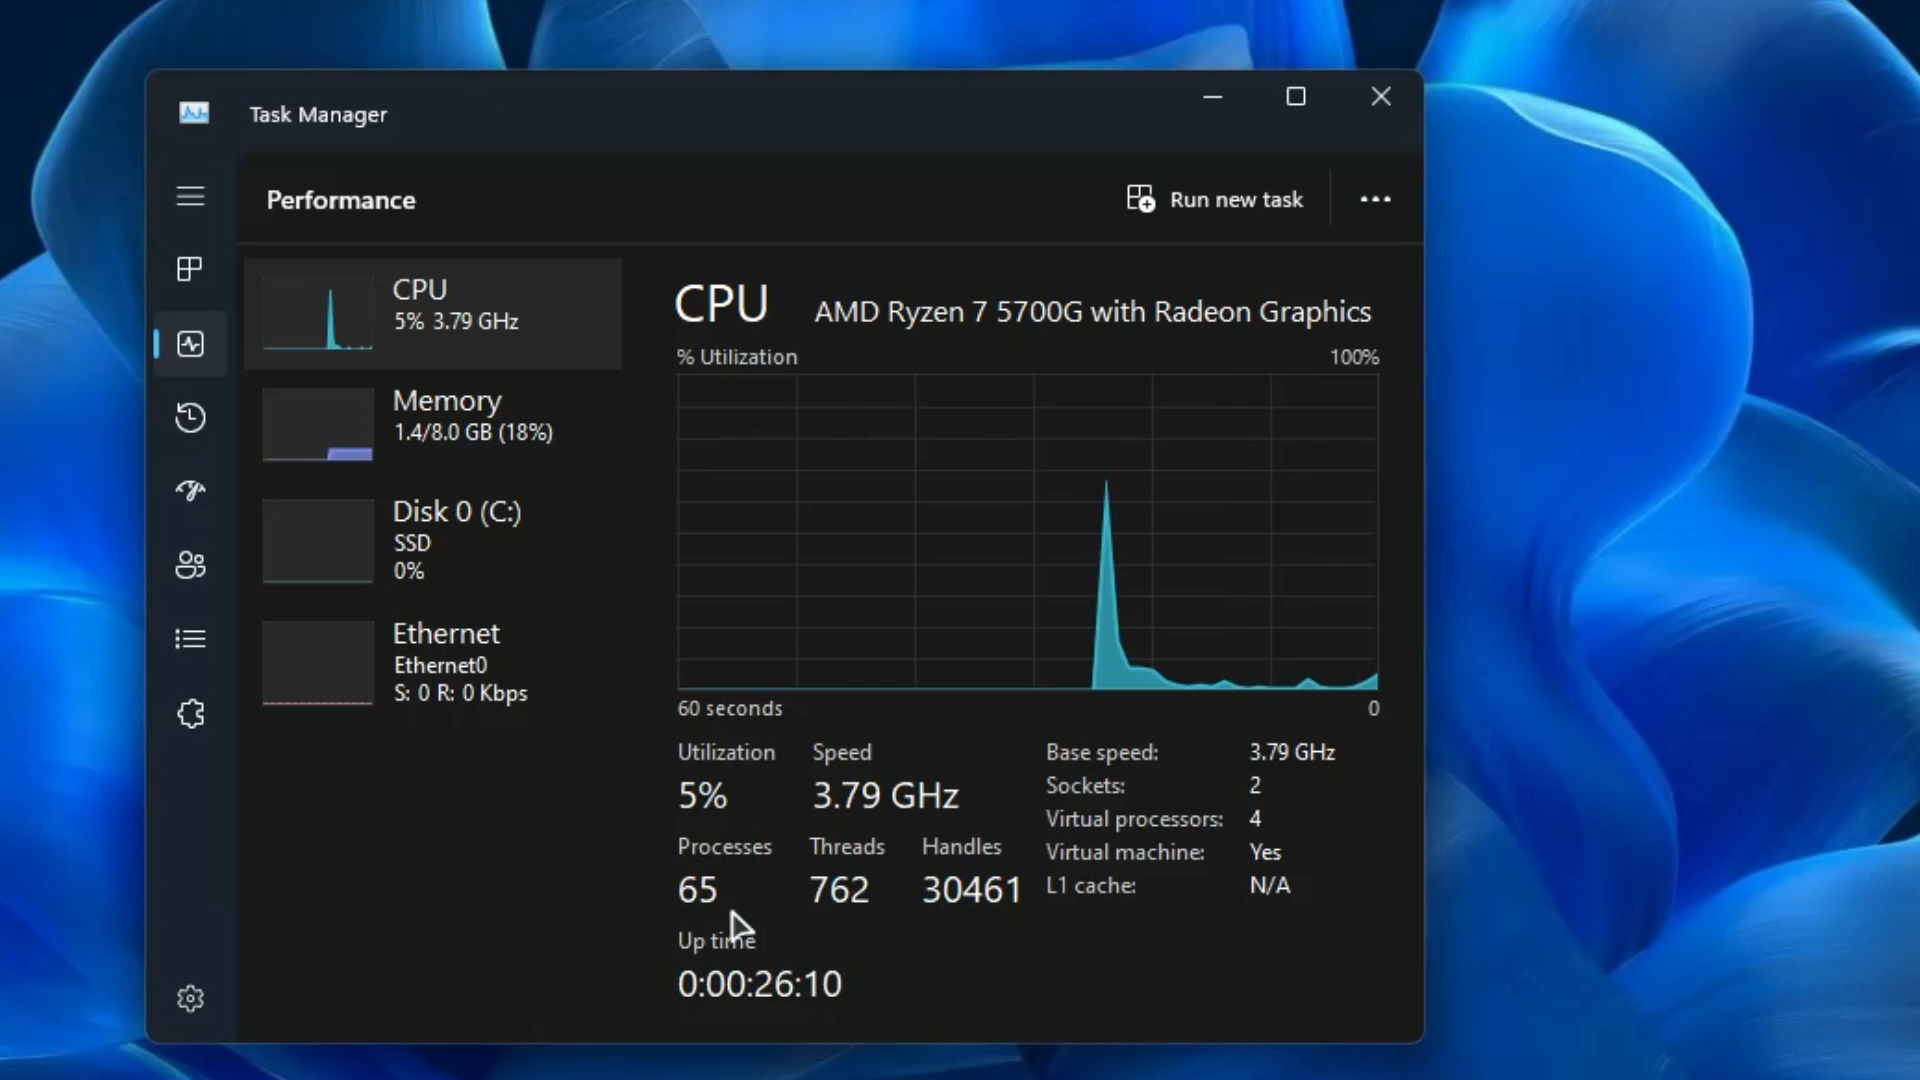 Task Manager
Performance
Run new task
CPU
5% 3.79 GHz
Memory
1.4/8.0 GB (18%)
Disk 0 (C:)
SSD
0%
Ethernet
Ethernet0
S: 0 R: 0 Kbps
CPU AMD Ryzen 7 5700G with Radeon Graphics
% Utilization 100%
60 seconds 0
Utilization Speed
5% 3.79 GHz
Processes Threads Handles
65 762 30461
Up time
0:00:26:10
Base speed: 3.79 GHz
Sockets: 2
Virtual processors: 4
Virtual machine: Yes
L1 cache: N/A